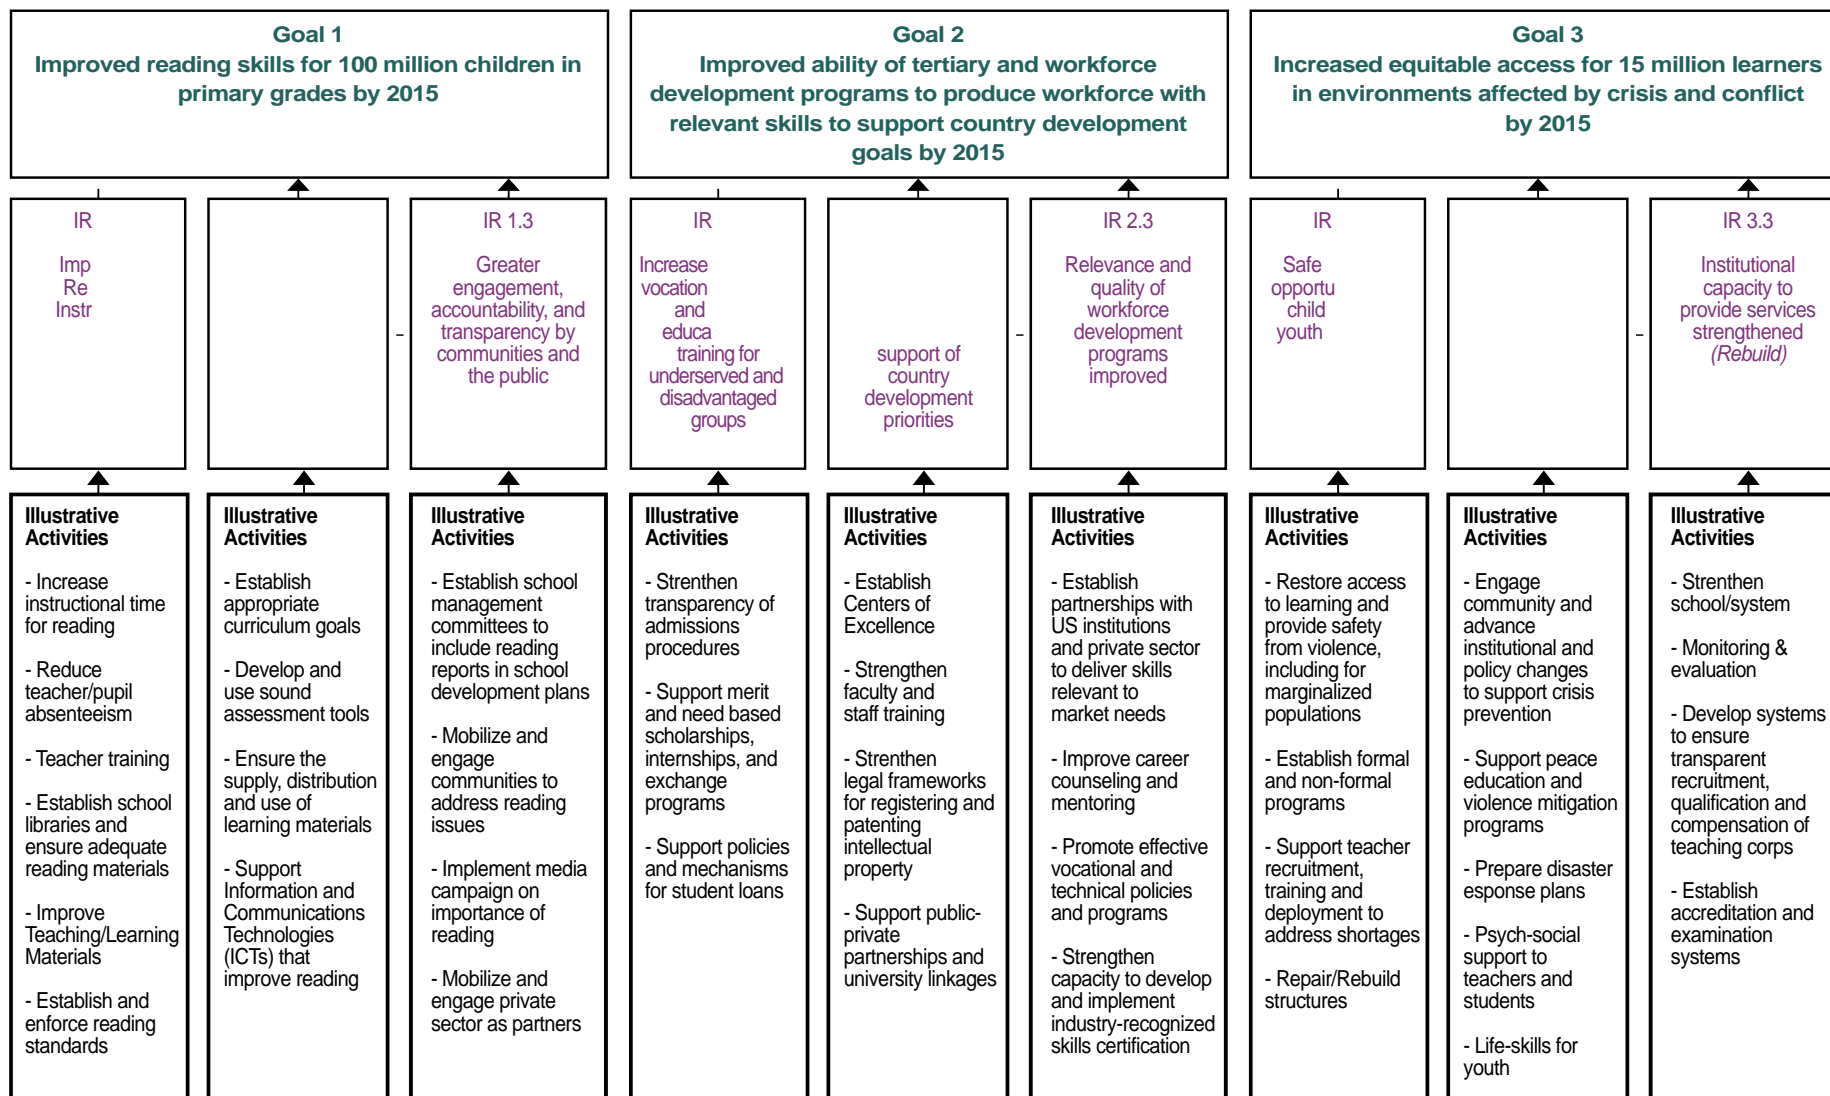 Goal 1
Improved reading skills for 100 million children in
primary grades by 2015
Goal 2
Improved ability of tertiary and workforce
development programs to produce workforce with
relevant skills to support country development
goals by 2015
Goal 3
Increased equitable access for 15 million learners
in environments affected by crisis and conflict
by 2015
IR
Imp
Re
Instr
IR 1.3
Greater
engagement,
accountability, and
transparency by
communities and
the public
IR
Increase
vocation
and
educa
training for
underserved and
disadvantaged
groups
support of
country
development
priorities
IR 2.3
Relevance and
quality of
workforce
development
programs
improved
IR
Safe
opportu
child
youth
IR 3.3
Institutional
capacity to
provide services
strengthened
(Rebuild)
Illustrative
Activities
- Increase
instructional time
for reading
- Reduce
teacher/pupil
absenteeism
- Teacher training
- Establish school
libraries and
ensure adequate
reading materials
- Improve
Teaching/Learning
Materials
- Establish and
enforce reading
standards
Illustrative
Activities
- Establish
appropriate
curriculum goals
- Develop and
use sound
assessment tools
- Ensure the
supply, distribution
and use of
learning materials
- Support
Information and
Communications
Technologies
(ICTs) that
improve reading
Illustrative
Activities
- Establish school
management
committees to
include reading
reports in school
development plans
- Mobilize and
engage
communities to
address reading
issues
- Implement media
campaign on
importance of
reading
- Mobilize and
engage private
sector as partners
Illustrative
Activities
- Strenthen
transparency of
admissions
procedures
- Support merit
and need based
scholarships,
internships, and
exchange
programs
- Support policies
and mechanisms
for student loans
Illustrative
Activities
- Establish
Centers of
Excellence
- Strengthen
faculty and
staff training
- Strenthen
legal frameworks
for registering and
patenting
intellectual
property
- Support public-
private
partnerships and
university linkages
Illustrative
Activities
- Establish
partnerships with
US institutions
and private sector
to deliver skills
relevant to
market needs
- Improve career
counseling and
mentoring
- Promote effective
vocational and
technical policies
and programs
- Strengthen
capacity to develop
and implement
industry-recognized
skills certification
Illustrative
Activities
- Restore access
to learning and
provide safety
from violence,
including for
marginalized
populations
- Establish formal
and non-formal
programs
- Support teacher
recruitment,
training and
deployment to
address shortages
- Repair/Rebuild
structures
Illustrative
Activities
- Engage
community and
advance
institutional and
policy changes
to support crisis
prevention
- Support peace
education and
violence mitigation
programs
- Prepare disaster
esponse plans
- Psych-social
support to
teachers and
students
- Life-skills for
youth
Illustrative
Activities
- Strenthen
school/system
- Monitoring &
evaluation
- Develop systems
to ensure
transparent
recruitment,
qualification and
compensation of
teaching corps
- Establish
accreditation and
examination
systems